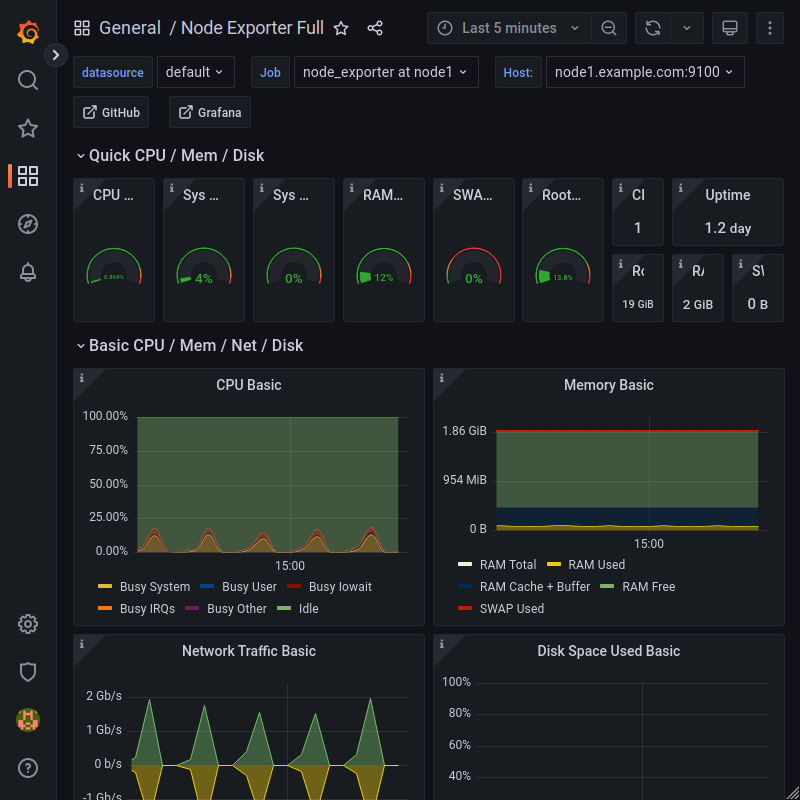 General / Node Exporter Full
Last 5 minutes
datasource default Job node_exporter at node1 Host: node1.example.com:9100
GitHub Grafana
Quick CPU / Mem / Disk
CPU ... Sys ... Sys ... RAM... SWA... Root...
Uptime
1 1.2 day
0.869% 4% 0% 12% 0% 13.8%
19 GiB 2 GiB 0 B
Basic CPU / Mem / Net / Disk
CPU Basic
100.00%
75.00%
50.00%
25.00%
0.00%
15:00
Busy System Busy User Busy Iowait
Busy IRQs Busy Other Idle
Memory Basic
1.86 GiB
954 MiB
0 B
15:00
RAM Total RAM Used
RAM Cache + Buffer RAM Free
SWAP Used
Network Traffic Basic
2 Gb/s
1 Gb/s
0 b/s
-1 Gb/s
Disk Space Used Basic
100%
80%
60%
40%